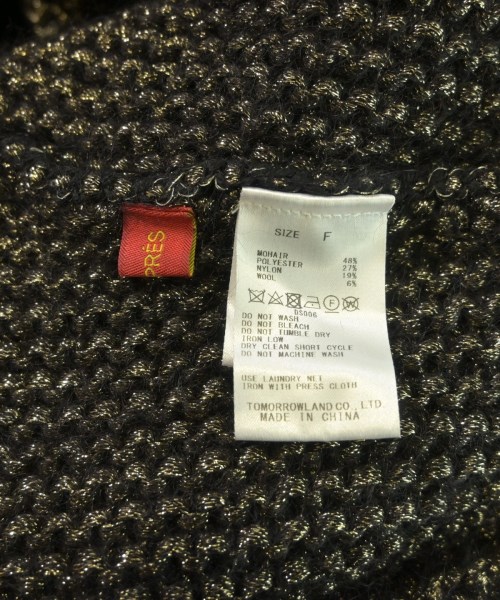 PRÈS
SIZE F
MOHAIR 48%
POLYESTER 27%
NYLON 19%
WOOL 6%
DS006
DO NOT WASH
DO NOT BLEACH
DO NOT TUMBLE DRY
IRON LOW
DRY CLEAN SHORT CYCLE
DO NOT MACHINE WASH
USE LAUNDRY NET
IRON WITH PRESS CLOTH
TOMORROWLAND CO., LTD.
MADE IN CHINA